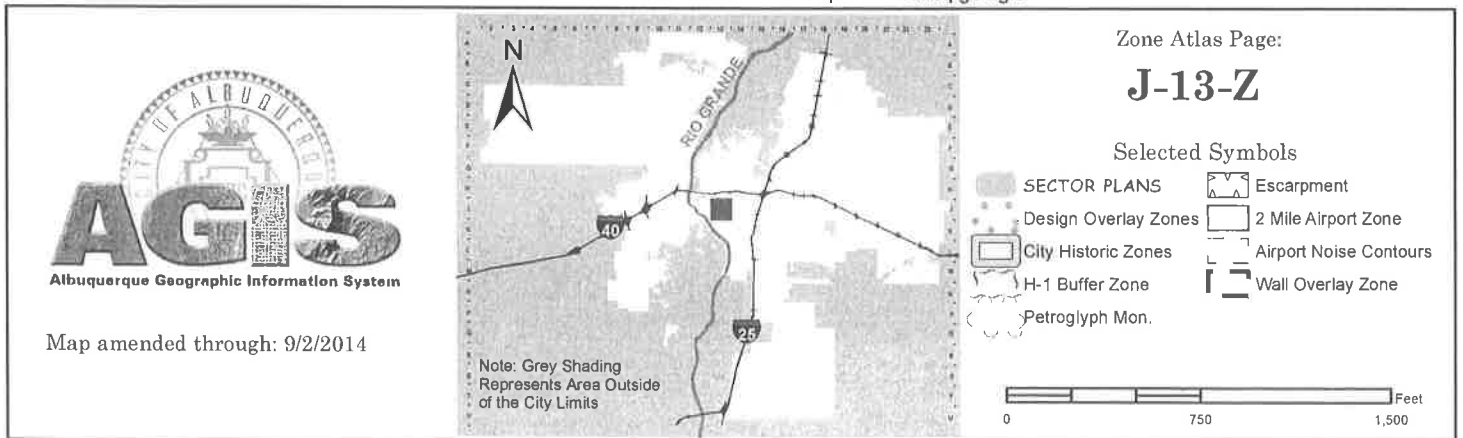 CITY OF ALBUQUERQUE
AGIS
Albuquerque Geographic Information System
Map amended through: 9/2/2014
N
RIO GRANDE
40
25
Note: Grey Shading
Represents Area Outside
of the City Limits
Zone Atlas Page:
J-13-Z
Selected Symbols
SECTOR PLANS
Escarpment
Design Overlay Zones
2 Mile Airport Zone
City Historic Zones
Airport Noise Contours
H-1 Buffer Zone
Wall Overlay Zone
Petroglyph Mon.
Feet
0
750
1,500